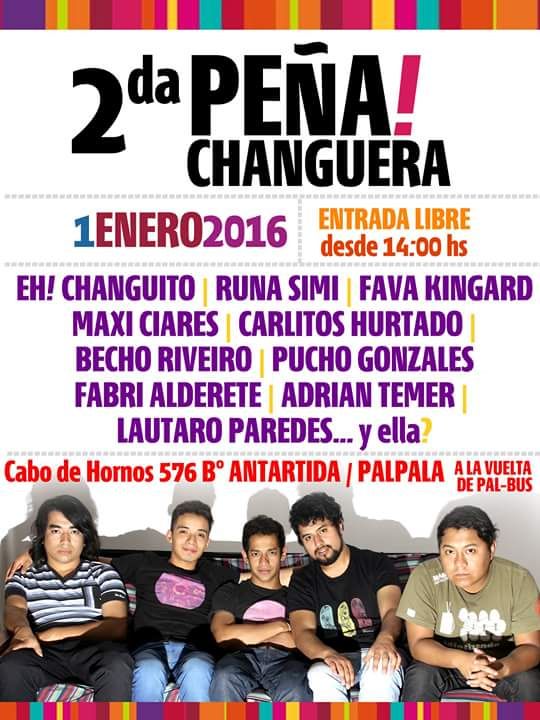 2da PEÑA!
CHANGUERA
1ENERO2016
ENTRADA LIBRE
desde 14:00 hs
EH! CHANGUITO | RUNA SIMI | FAVA KINGARD
MAXI CIARES | CARLITOS HURTADO |
BECHO RIVEIRO | PUCHO GONZALES
FABRI ALDERETE | ADRIAN TEMER |
LAUTARO PAREDES... y ella?
Cabo de Hornos 576 Bº ANTARTIDA / PALPALA
A LA VUELTA
DE PAL-BUS